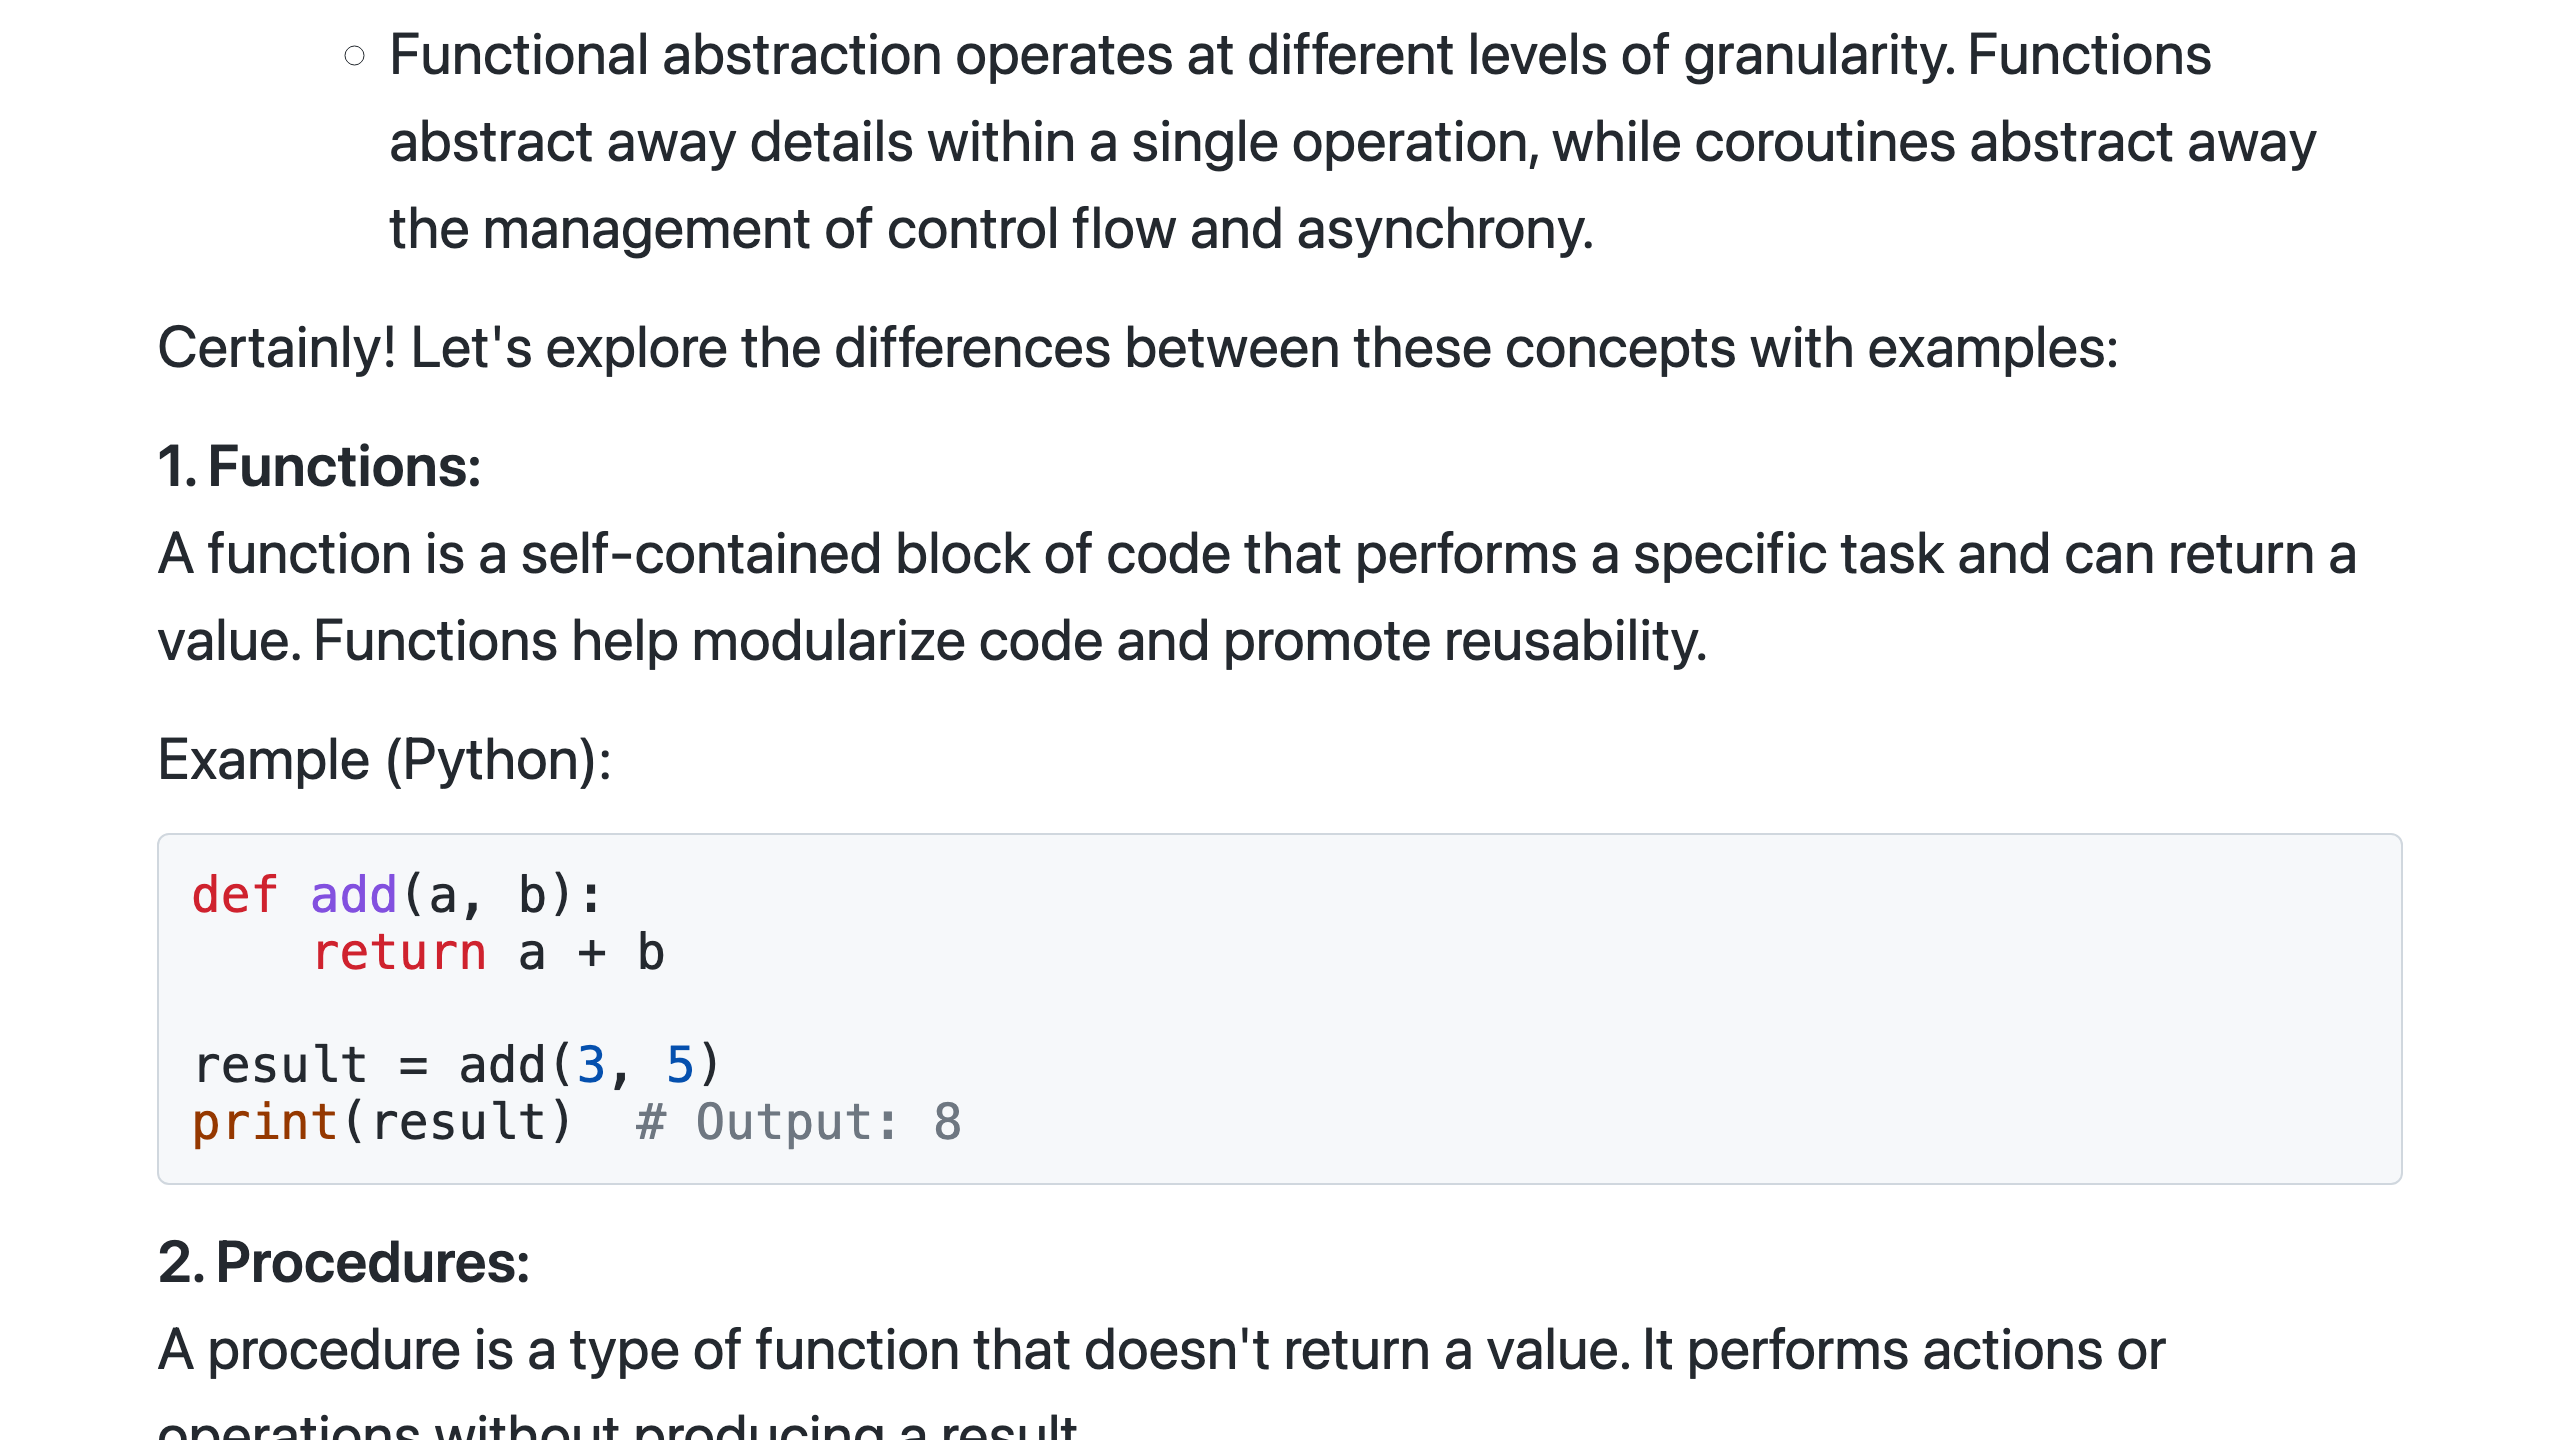 Functional abstraction operates at different levels of granularity. Functions
abstract away details within a single operation, while coroutines abstract away
the management of control flow and asynchrony.
Certainly! Let's explore the differences between these concepts with examples:
1. Functions:
A function is a self-contained block of code that performs a specific task and can return a
value. Functions help modularize code and promote reusability.
Example (Python):
def add(a, b):
    return a + b
result = add(3, 5)
print(result)  # Output: 8
2. Procedures:
A procedure is a type of function that doesn't return a value. It performs actions or
operations without producing a result.